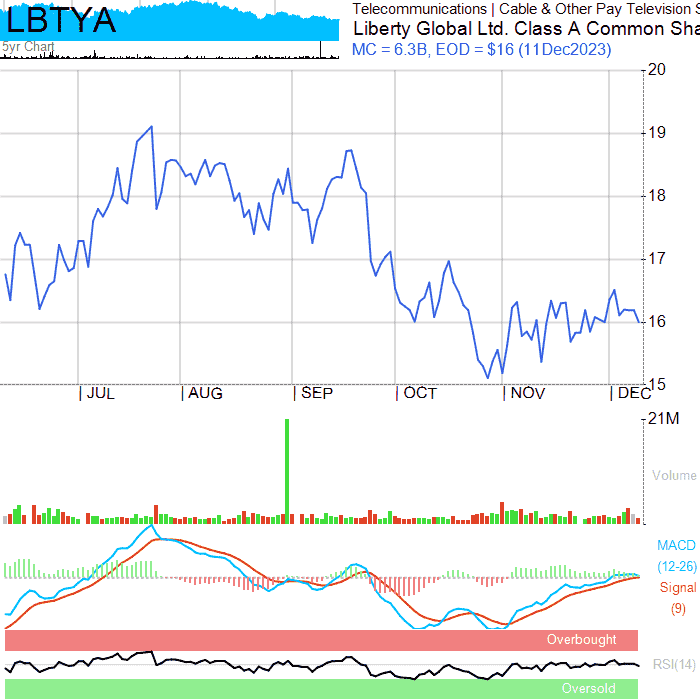 LBTYA
5yr Chart
Telecommunications | Cable & Other Pay Television S
Liberty Global Ltd. Class A Common Sha
MC = 6.3B, EOD = $16 (11Dec2023)
20
19
18
17
16
15
| JUL
| AUG
| SEP
| OCT
| NOV
| DEC
21M
Volume
MACD
(12-26)
Signal
(9)
Overbought
RSI(14)
Oversold